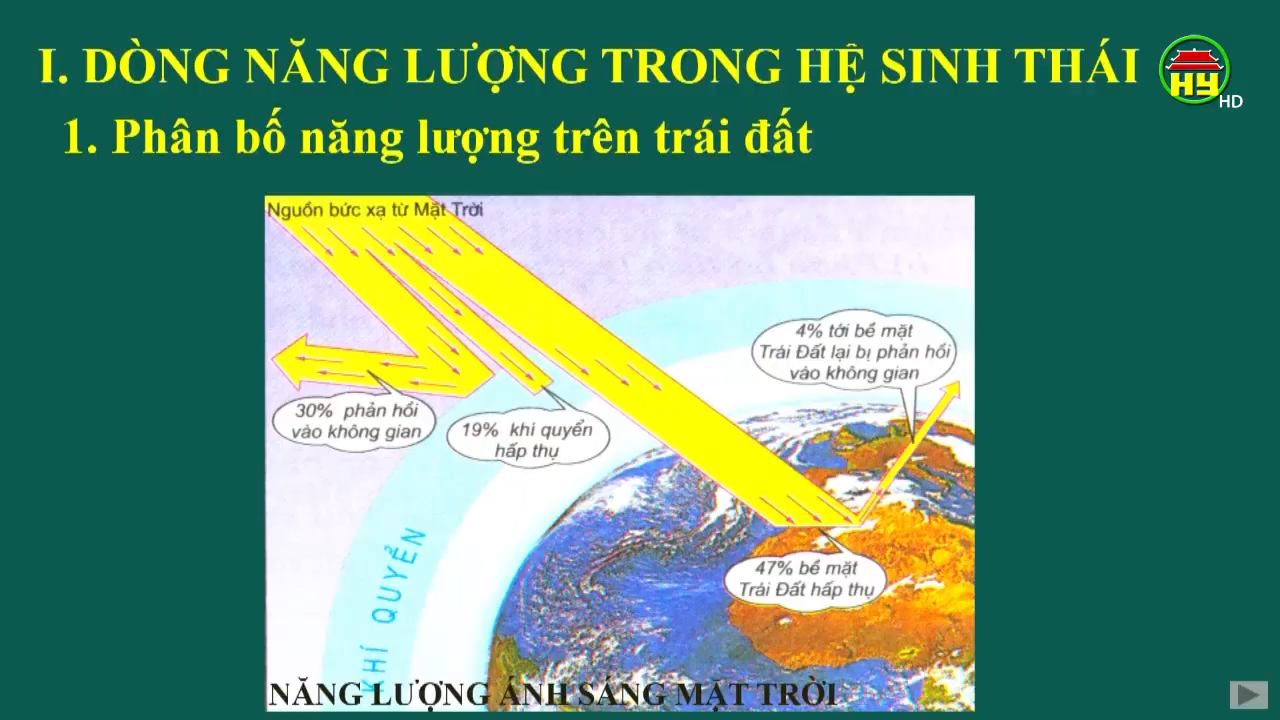 I. DÒNG NĂNG LƯỢNG TRONG HỆ SINH THÁI
HY
HD
1. Phân bố năng lượng trên trái đất
Nguồn bức xạ từ Mặt Trời
4% tới bề mặt
Trái Đất lại bị phản hồi
vào không gian
30% phản hồi
vào không gian
19% khí quyển
hấp thụ
47% bề mặt
Trái Đất hấp thụ
KHÍ QUYỂN
NĂNG LƯỢNG ÁNH SÁNG MẶT TRỜI